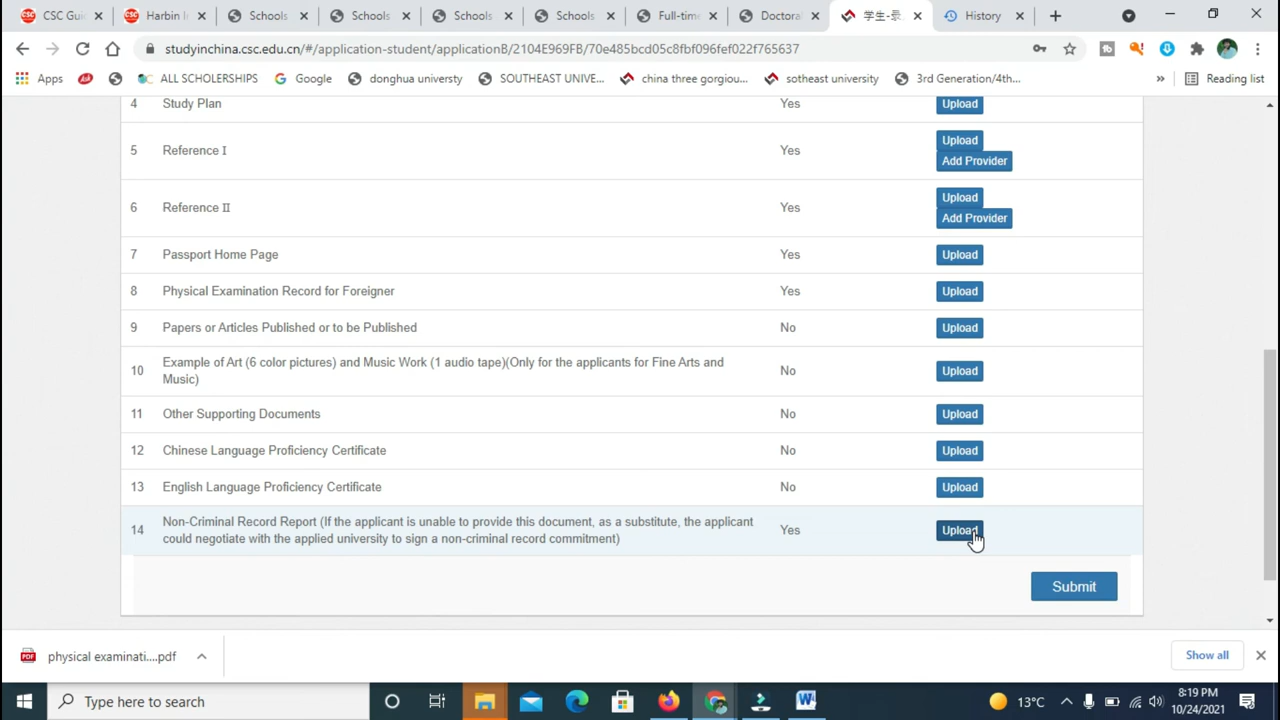 CSC Gui
Harbin I
Schools
Schools
Schools
Schools
Full-tim
Doctora
学生-录
History
studyinchina.csc.edu.cn/#/application-student/applicationB/2104E969FB/70e485bcd05c8fbf096fef022f765637
Apps
ALL SCHOLERSHIPS
Google
donghua univerity
SOUTHEAST UNIVE...
china three gorgiou...
sotheast university
3rd Generation/4th...
»
Reading list
4 Study Plan Yes Upload
5 Reference I Yes Upload
Add Provider
6 Reference II Yes Upload
Add Provider
7 Passport Home Page Yes Upload
8 Physical Examination Record for Foreigner Yes Upload
9 Papers or Articles Published or to be Published No Upload
10 Example of Art (6 color pictures) and Music Work (1 audio tape)(Only for the applicants for Fine Arts and
Music) No Upload
11 Other Supporting Documents No Upload
12 Chinese Language Proficiency Certificate No Upload
13 English Language Proficiency Certificate No Upload
14 Non-Criminal Record Report (If the applicant is unable to provide this document, as a substitute, the applicant
could negotiate with the applied university to sign a non-criminal record commitment) Yes Upload
Submit
PDF physical examinati....pdf
Show all
Type here to search
13°C
8:19 PM
10/24/2021